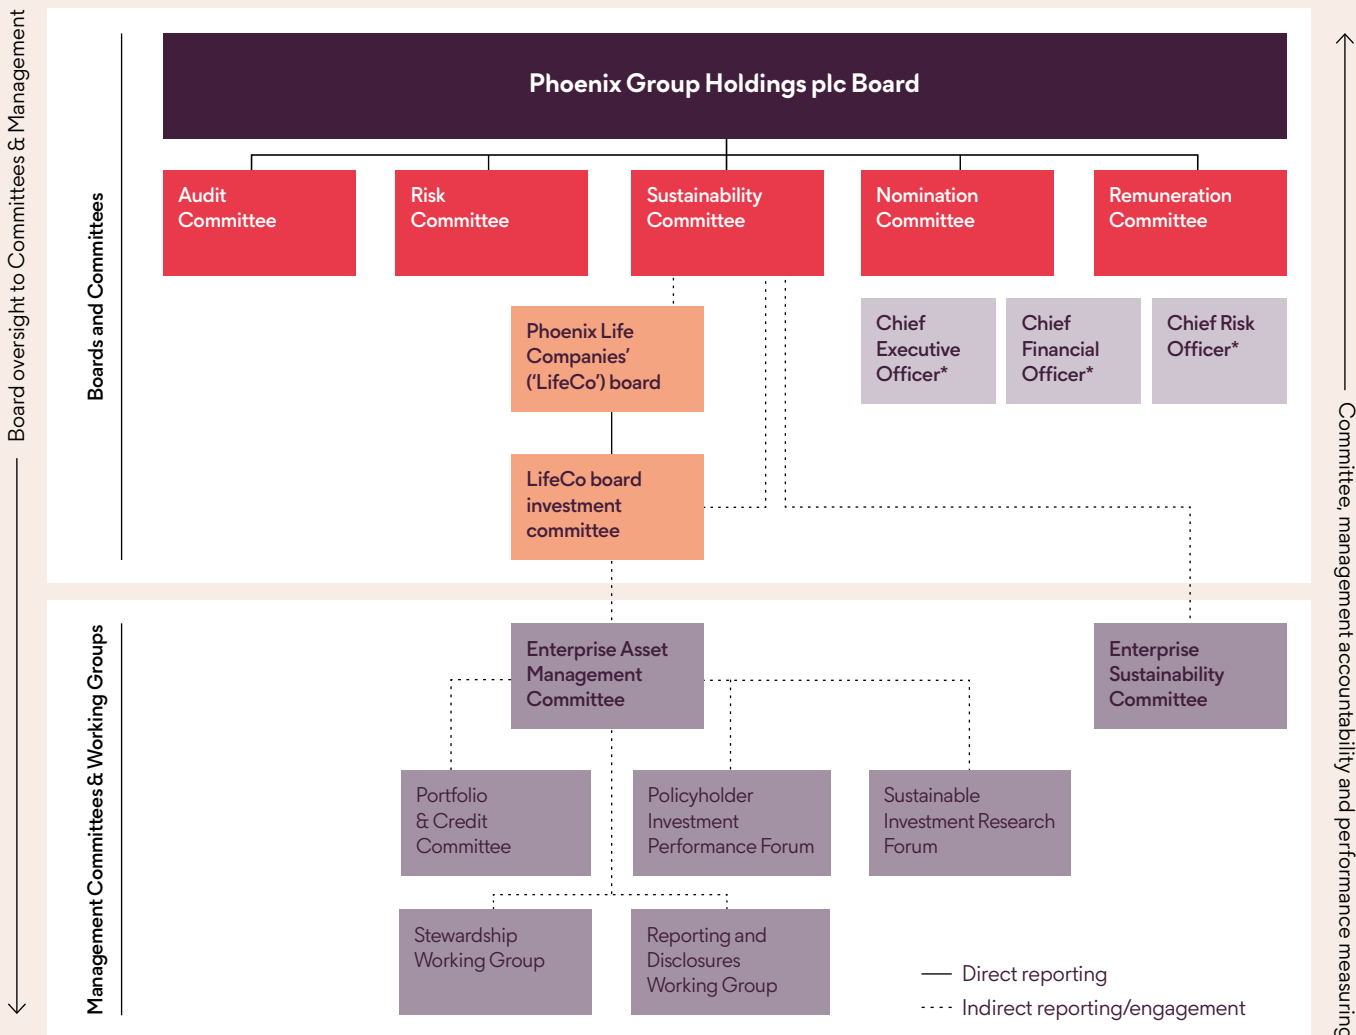 Board oversight to Committees & Management
Boards and Committees
Phoenix Group Holdings plc Board
Audit
Committee
Risk
Committee
Sustainability
Committee
Nomination
Committee
Remuneration
Committee
Phoenix Life
Companies’
(‘LifeCo’) board
Chief
Executive
Officer*
Chief
Financial
Officer*
Chief Risk
Officer*
LifeCo board
investment
committee
Management Committees & Working Groups
Enterprise Asset
Management
Committee
Enterprise
Sustainability
Committee
Portfolio
& Credit
Committee
Policyholder
Investment
Performance Forum
Sustainable
Investment Research
Forum
Stewardship
Working Group
Reporting and
Disclosures
Working Group
Direct reporting
Indirect reporting/engagement
Committee, management accountability and performance measuring